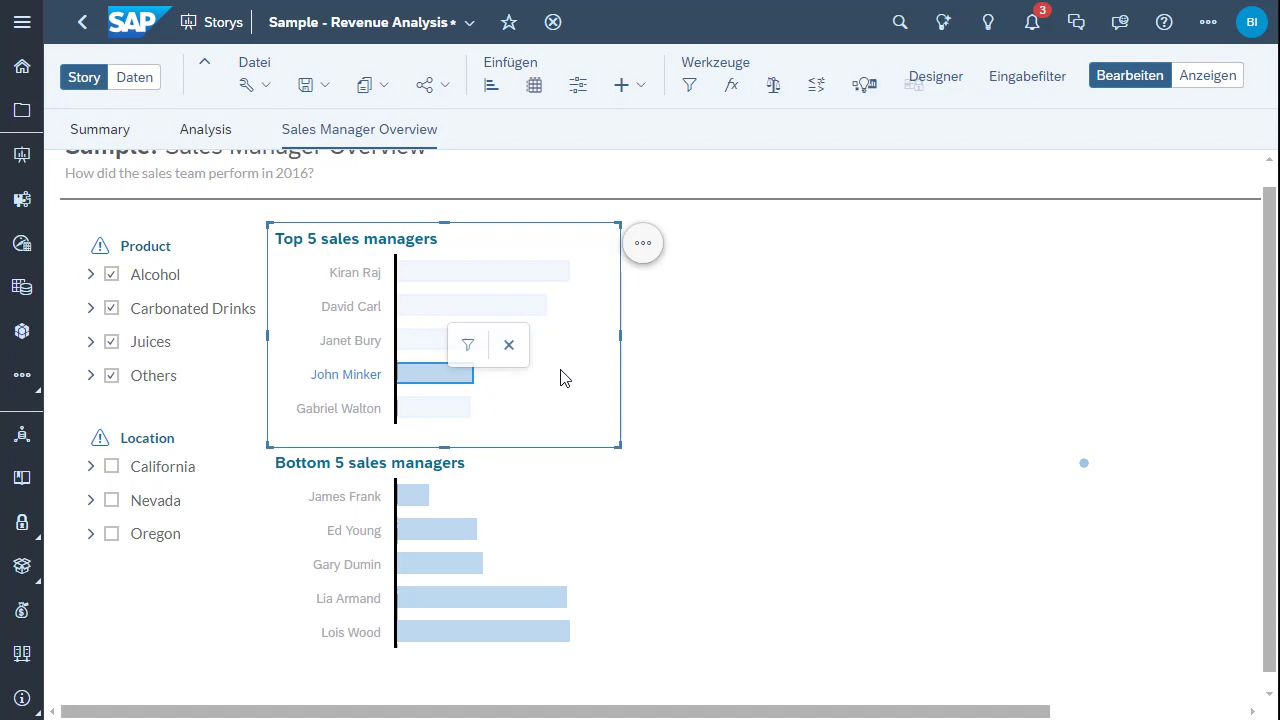 SAP Storys Sample - Revenue Analysis * 3 BI
Story Daten Datei Einfügen Werkzeuge Designer Eingabefilter Bearbeiten Anzeigen
Summary Analysis Sales Manager Overview
Sample: Sales Manager Overview
How did the sales team perform in 2016?
Product
Alcohol
Carbonated Drinks
Juices
Others
Location
California
Nevada
Oregon
Top 5 sales managers
Kiran Raj
David Carl
Janet Bury
John Minker
Gabriel Walton
Bottom 5 sales managers
James Frank
Ed Young
Gary Dumin
Lia Armand
Lois Wood